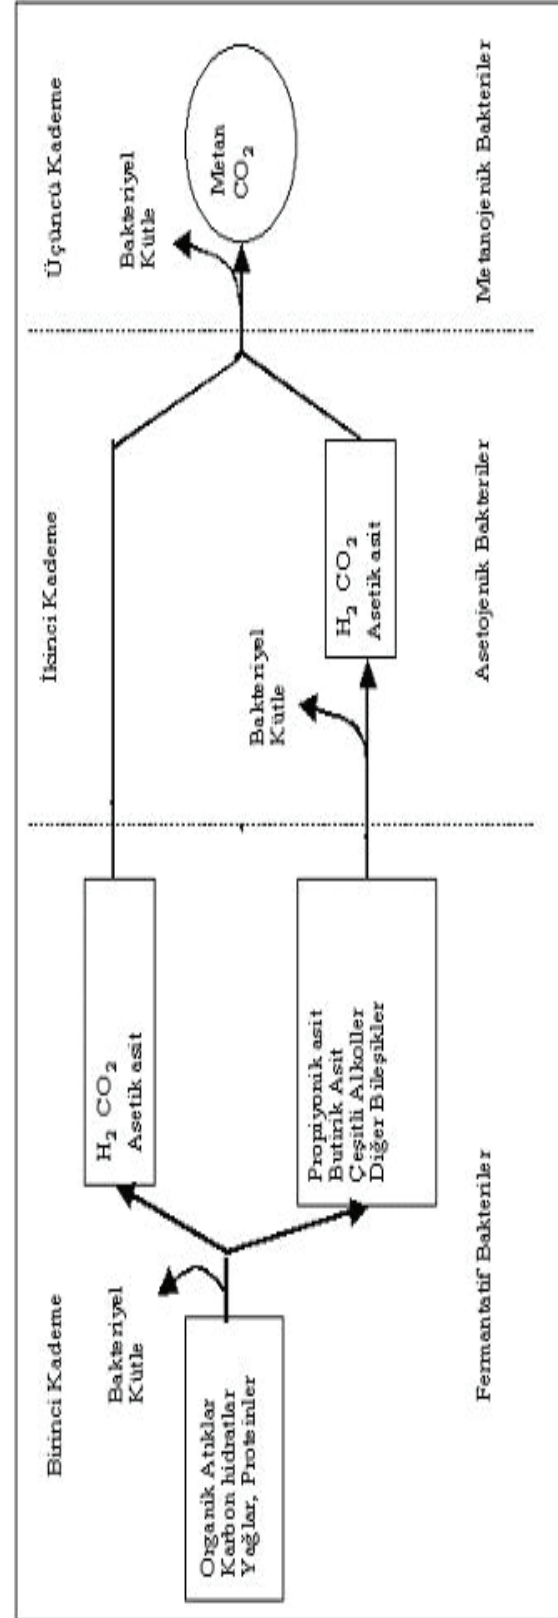 Birinci Kademe
İkinci Kademe
Üçüncü Kademe
Bakteriyel
Kütle
H2 CO2
Asetik asit
Organik Atıklar
Karbon hidratlar
Yağlar, Proteinler
Propiyonik asit
Butirik Asit
Çeşitli Alkoller
Diğer Bileşikler
Bakteriyel
Kütle
H2 CO2
Asetik asit
Bakteriyel
Kütle
Metan
CO2
Fermantatif Bakteriler
Asetojenik Bakteriler
Metanojenik Bakteriler